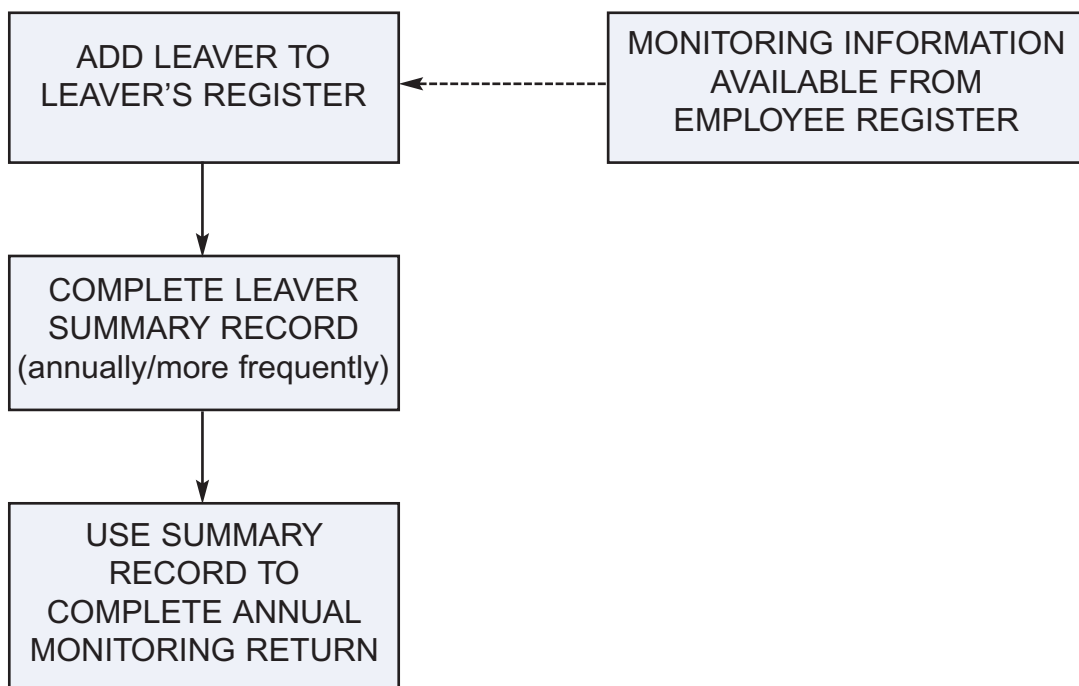 ADD LEAVER TO
LEAVER’S REGISTER
MONITORING INFORMATION
AVAILABLE FROM
EMPLOYEE REGISTER
COMPLETE LEAVER
SUMMARY RECORD
(annually/more frequently)
USE SUMMARY
RECORD TO
COMPLETE ANNUAL
MONITORING RETURN